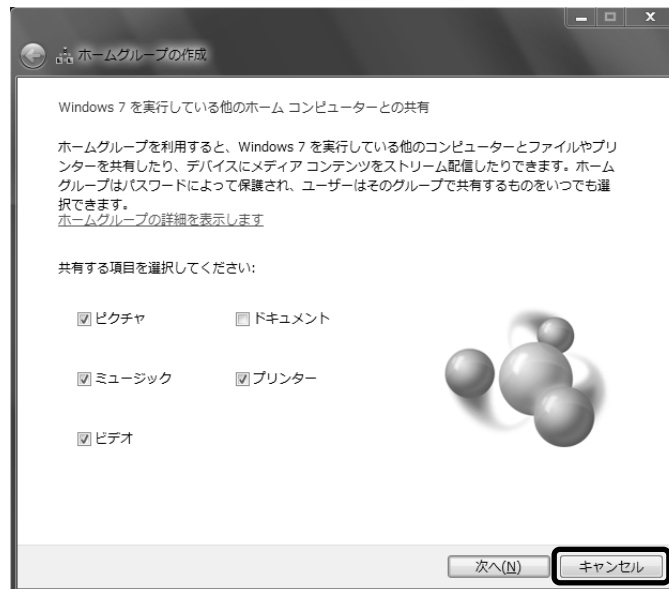 ホームグループの作成
Windows 7 を実行している他のホーム コンピューターとの共有
ホームグループを利用すると、Windows 7 を実行している他のコンピューターとファイルやプリ
ンターを共有したり、デバイスにメディア コンテンツをストリーム配信したりできます。ホーム
グループはパスワードによって保護され、ユーザーはそのグループで共有するものをいつでも選
択できます。
ホームグループの詳細を表示します
共有する項目を選択してください:
ピクチャ ドキュメント
ミュージック プリンター
ビデオ
次へ(N) キャンセル